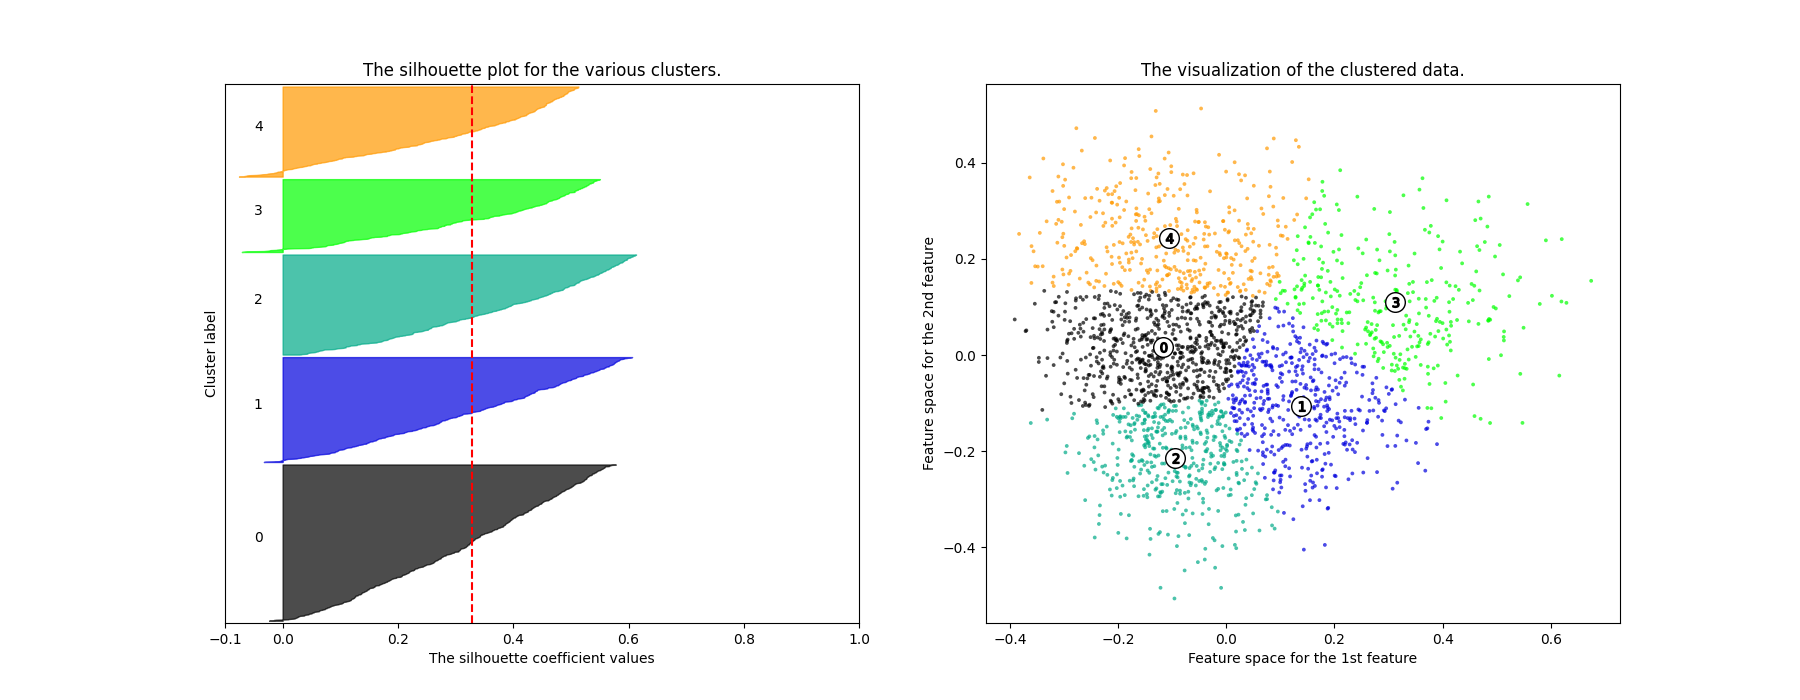 The silhouette plot for the various clusters.
4
3
2
1
0
Cluster label
−0.1 0.0 0.2 0.4 0.6 0.8 1.0
The silhouette coefficient values
The visualization of the clustered data.
0.4
0.2
0.0
−0.2
−0.4
Feature space for the 2nd feature
4
3
0
1
2
−0.4 −0.2 0.0 0.2 0.4 0.6
Feature space for the 1st feature